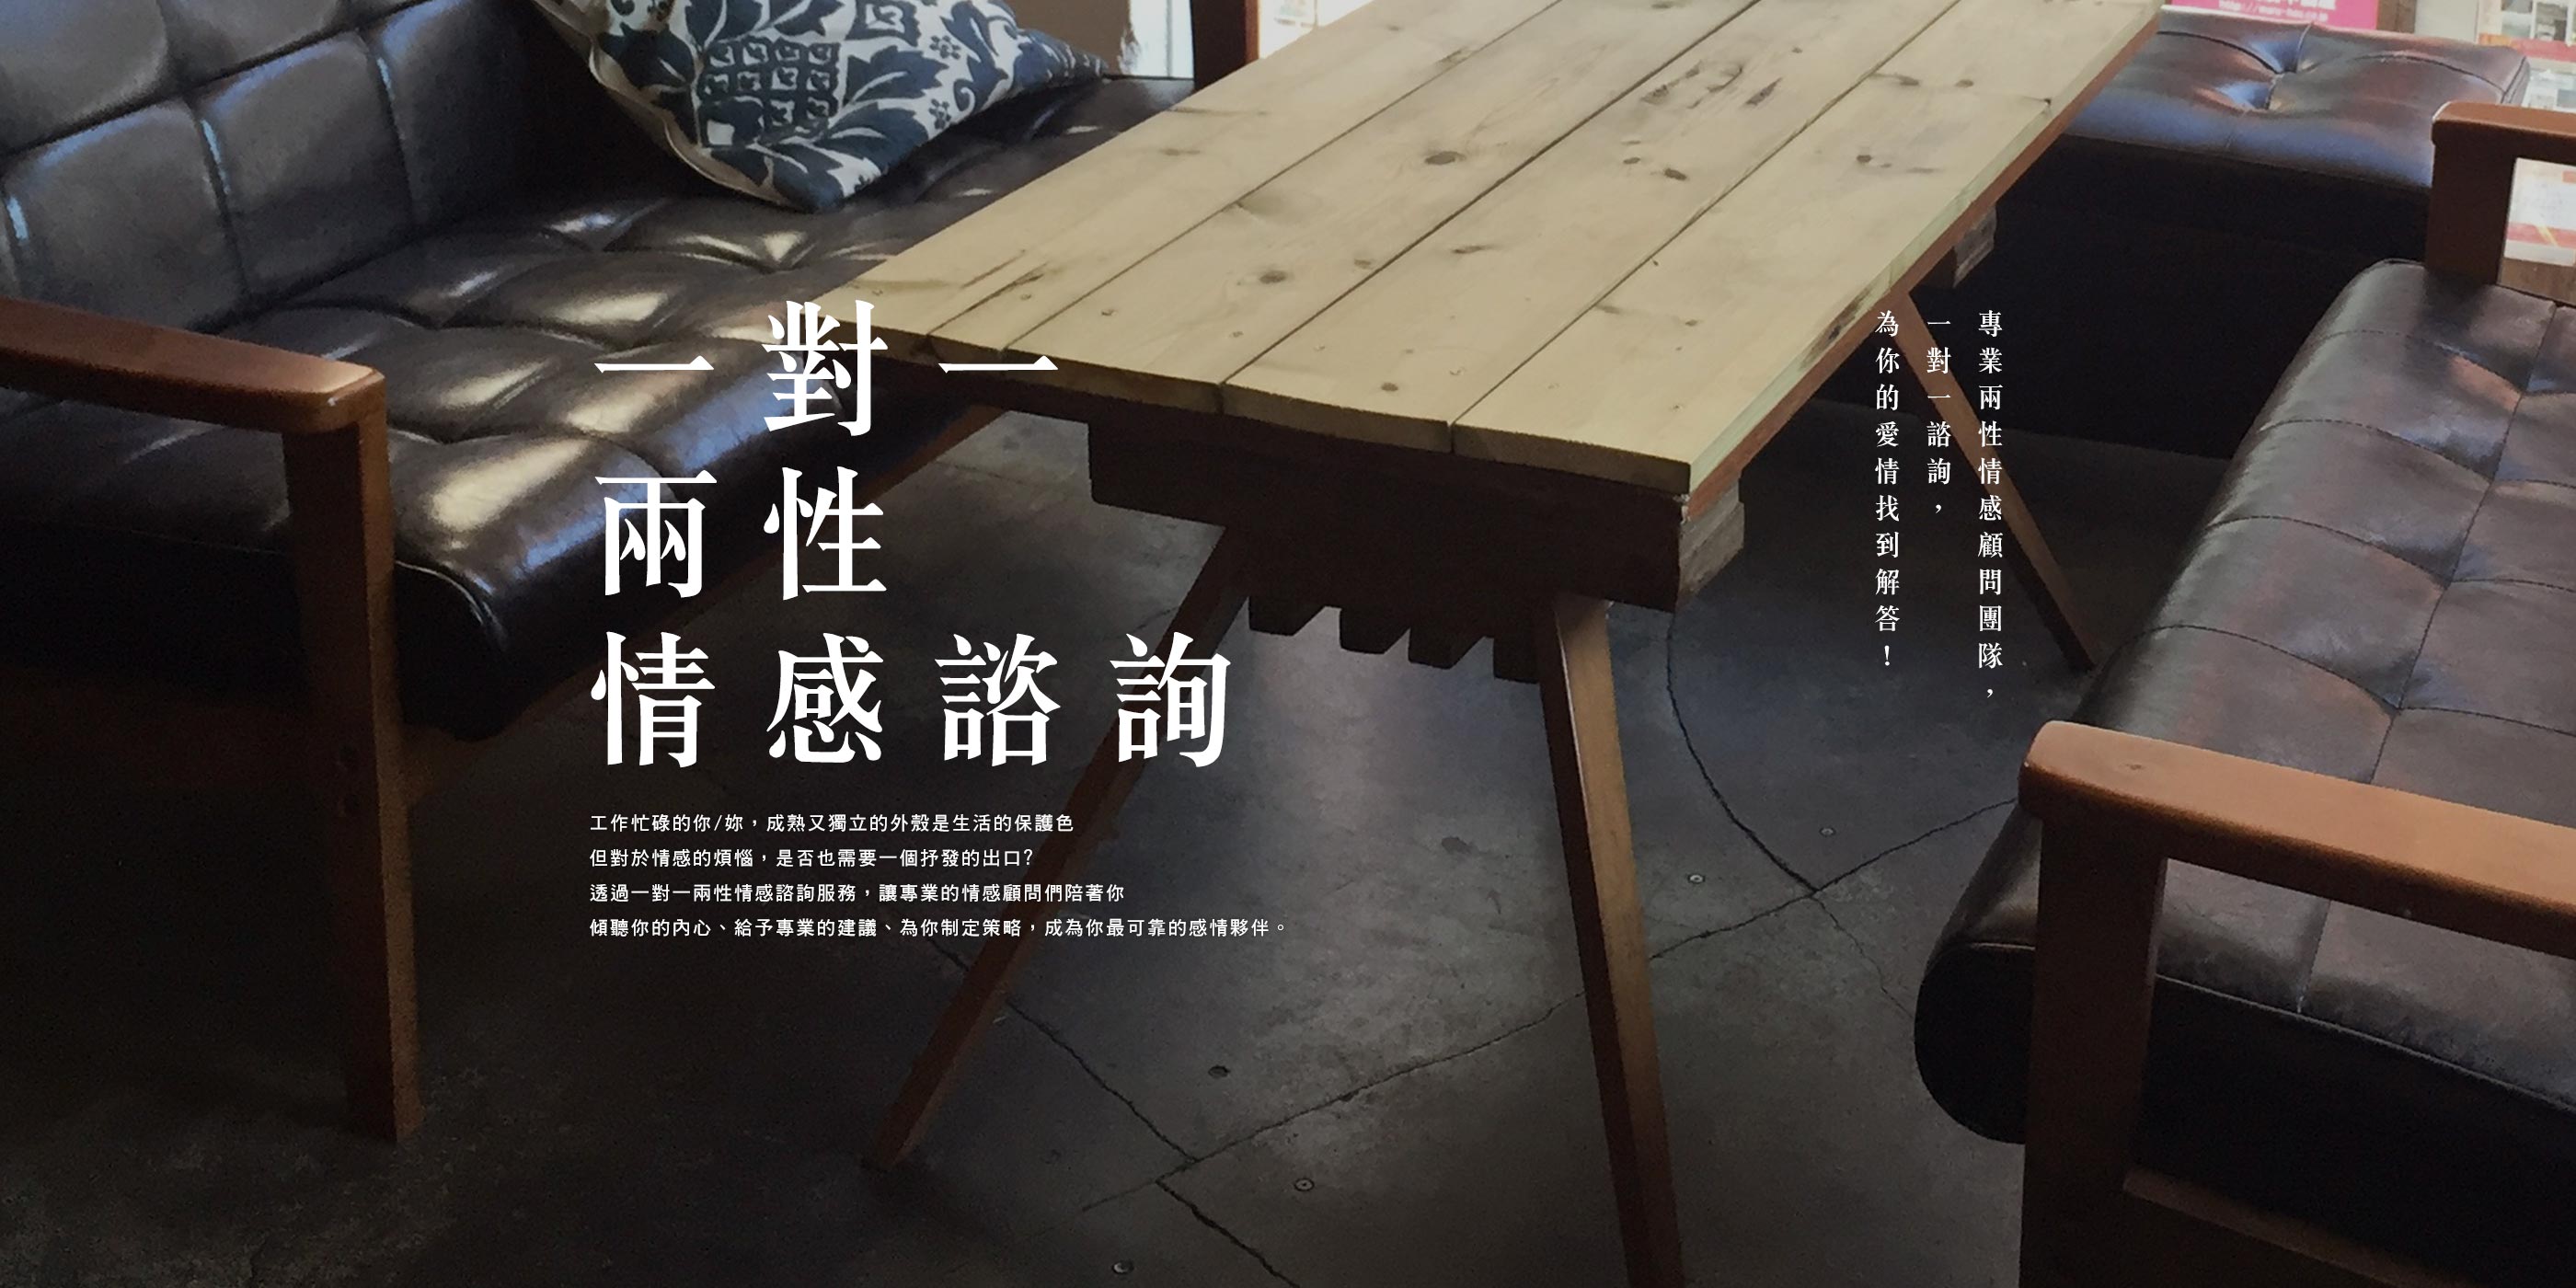 一對一
兩性
情感諮詢
工作忙碌的你/妳，成熟又獨立的外殼是生活的保護色
但對於情感的煩惱，是否也需要一個抒發的出口?
透過一對一兩性情感諮詢服務，讓專業的情感顧問們陪著你
傾聽你的內心、給予專業的建議、為你制定策略，成為你最可靠的感情夥伴。
專業兩性情感顧問團隊，
一對一諮詢，
為你的愛情找到解答！